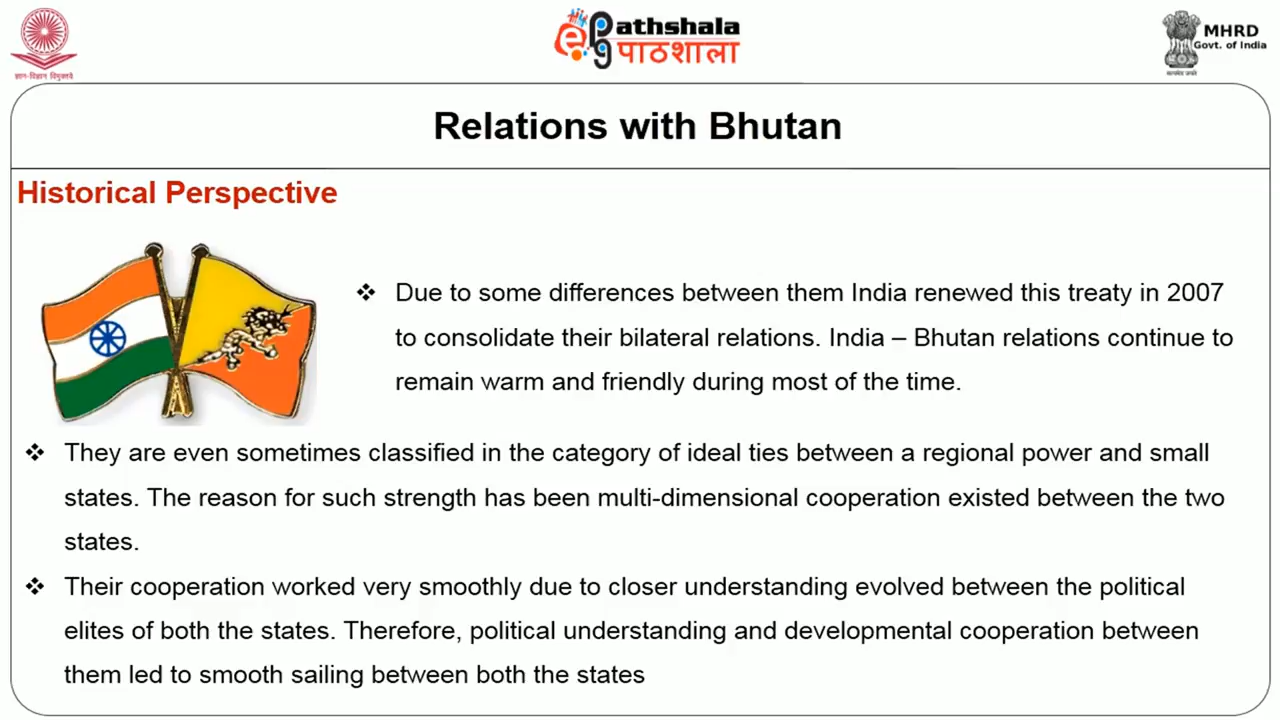 ज्ञान-विज्ञान विमुक्तये
ePG Pathshala
पाठशाला
MHRD
Govt. of India
सत्यमेव जयते
Relations with Bhutan
Historical Perspective
❖ Due to some differences between them India renewed this treaty in 2007
to consolidate their bilateral relations. India – Bhutan relations continue to
remain warm and friendly during most of the time.
❖ They are even sometimes classified in the category of ideal ties between a regional power and small
states. The reason for such strength has been multi-dimensional cooperation existed between the two
states.
❖ Their cooperation worked very smoothly due to closer understanding evolved between the political
elites of both the states. Therefore, political understanding and developmental cooperation between
them led to smooth sailing between both the states